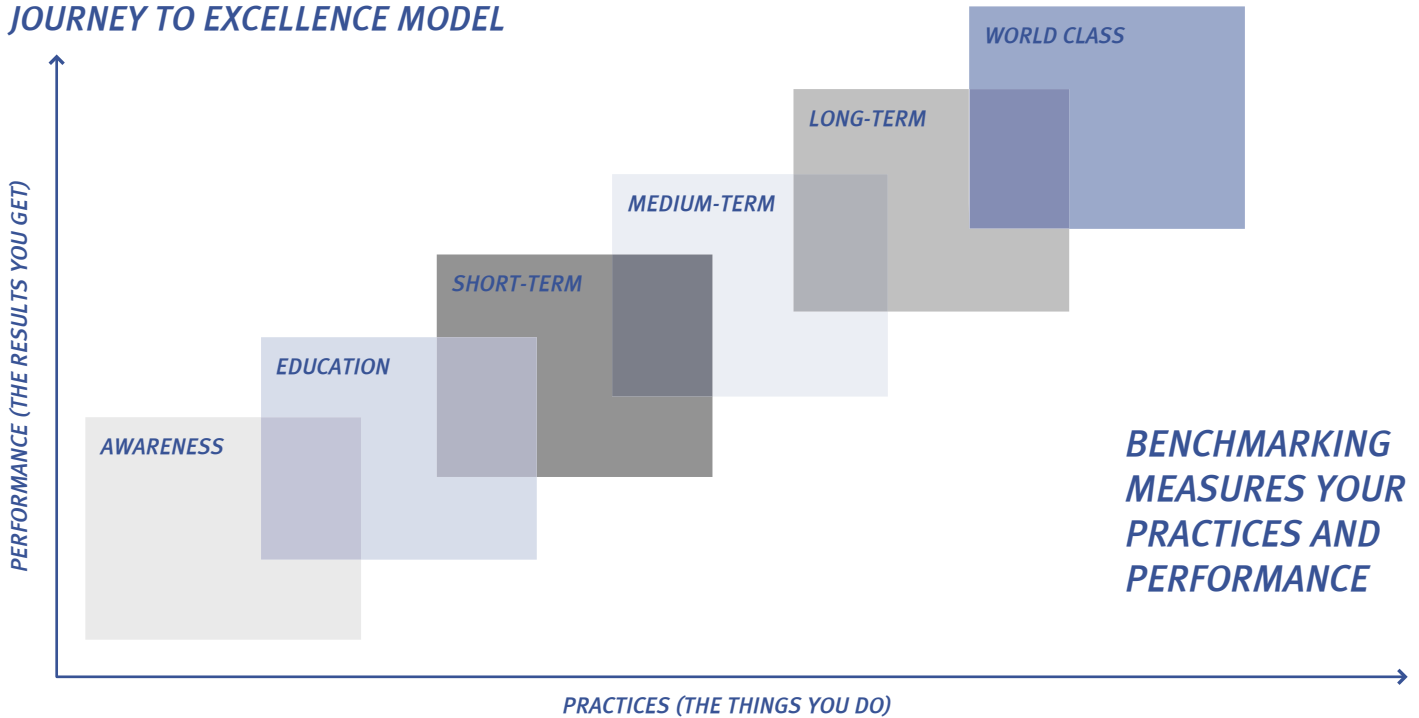 JOURNEY TO EXCELLENCE MODEL
WORLD CLASS
LONG-TERM
MEDIUM-TERM
SHORT-TERM
EDUCATION
AWARENESS
PERFORMANCE (THE RESULTS YOU GET)
BENCHMARKING
MEASURES YOUR
PRACTICES AND
PERFORMANCE
PRACTICES (THE THINGS YOU DO)